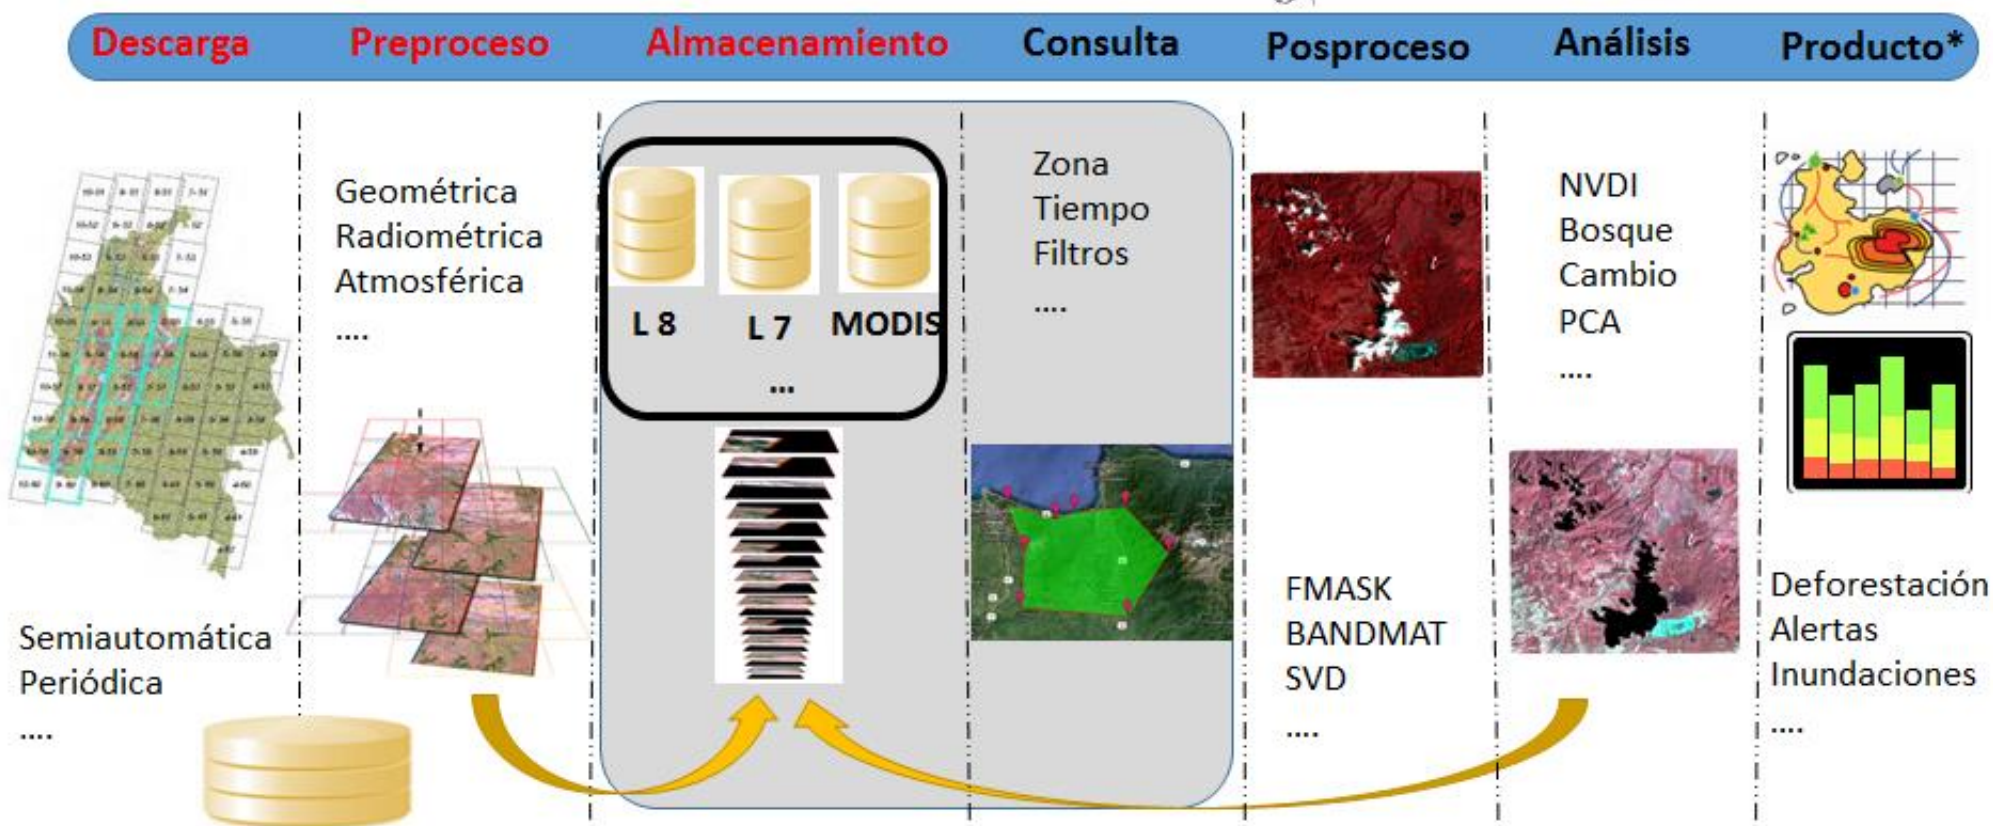 Descarga
Preproceso
Almacenamiento
Consulta
Posproceso
Análisis
Producto*
Semiautomática
Periódica
....
Geométrica
Radiométrica
Atmosférica
....
L 8
L 7
MODIS
...
Zona
Tiempo
Filtros
....
FMASK
BANDMAT
SVD
....
NVDI
Bosque
Cambio
PCA
....
Deforestación
Alertas
Inundaciones
....